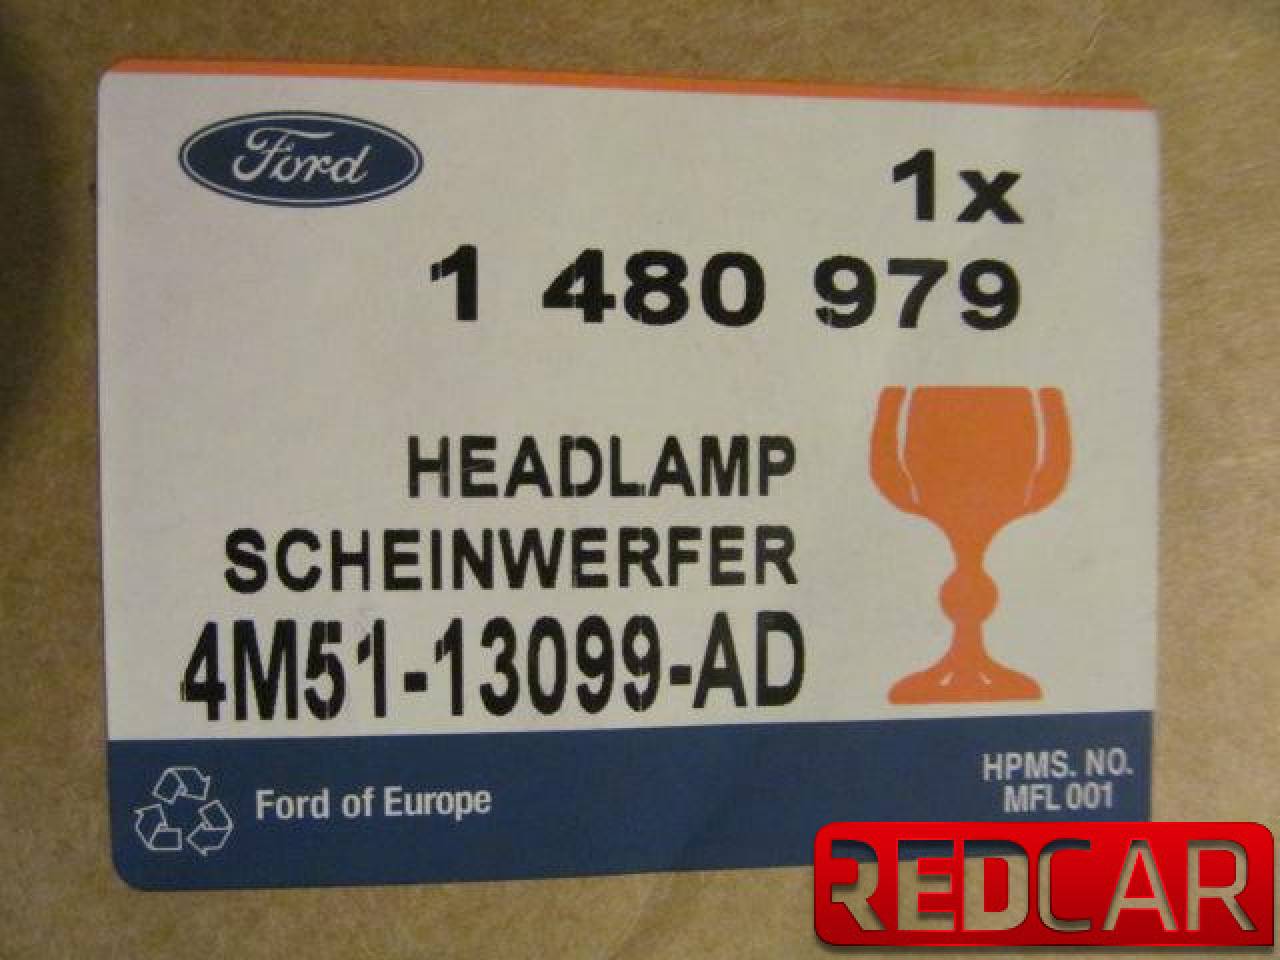 Ford
1x
1 480 979
HEADLAMP
SCHEINWERFER
4M51-13099-AD
Ford of Europe
HPMS. NO.
MFL 001
REDCAR